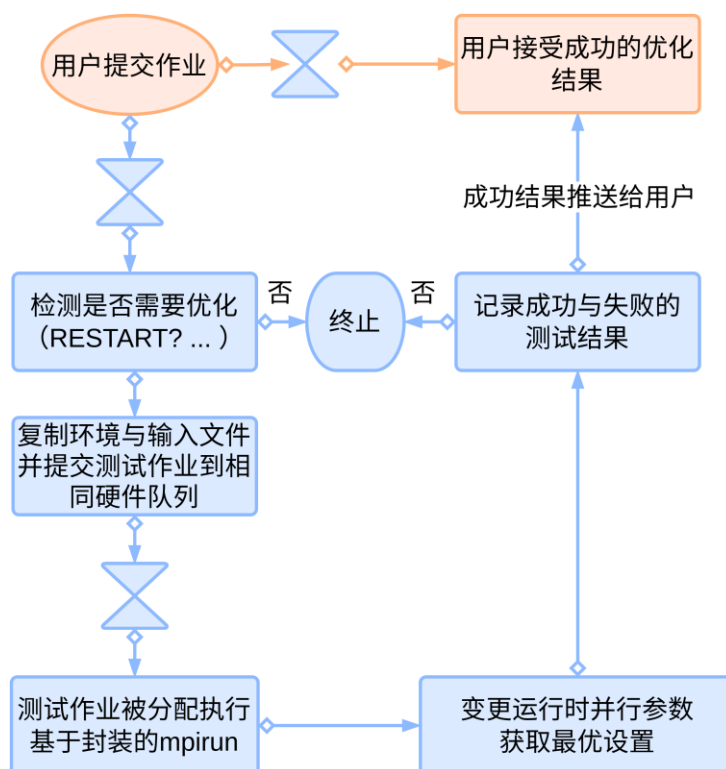 用户提交作业
用户接受成功的优化
结果
成功结果推送给用户
检测是否需要优化
（RESTART? ... ）
否
终止
否
记录成功与失败的
测试结果
复制环境与输入文件
并提交测试作业到相
同硬件队列
测试作业被分配执行
基于封装的mpirun
变更运行时并行参数
获取最优设置